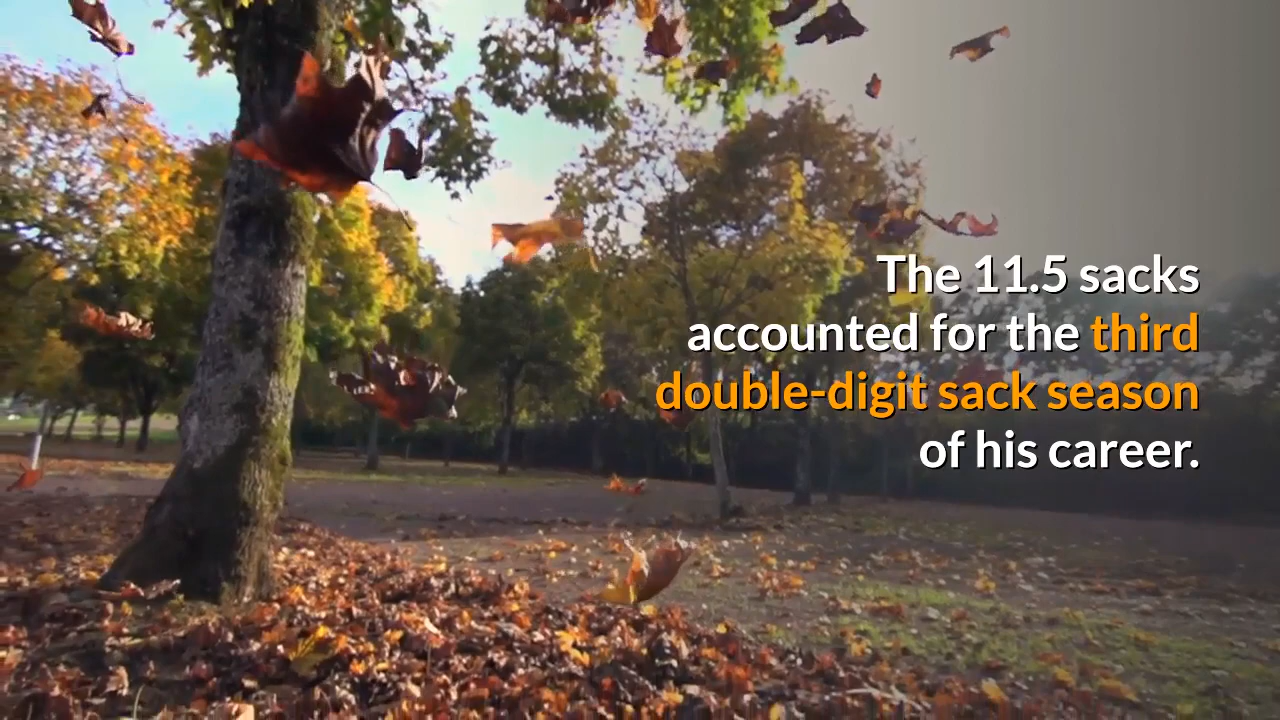 The 11.5 sacks
accounted for the third
double-digit sack season
of his career.